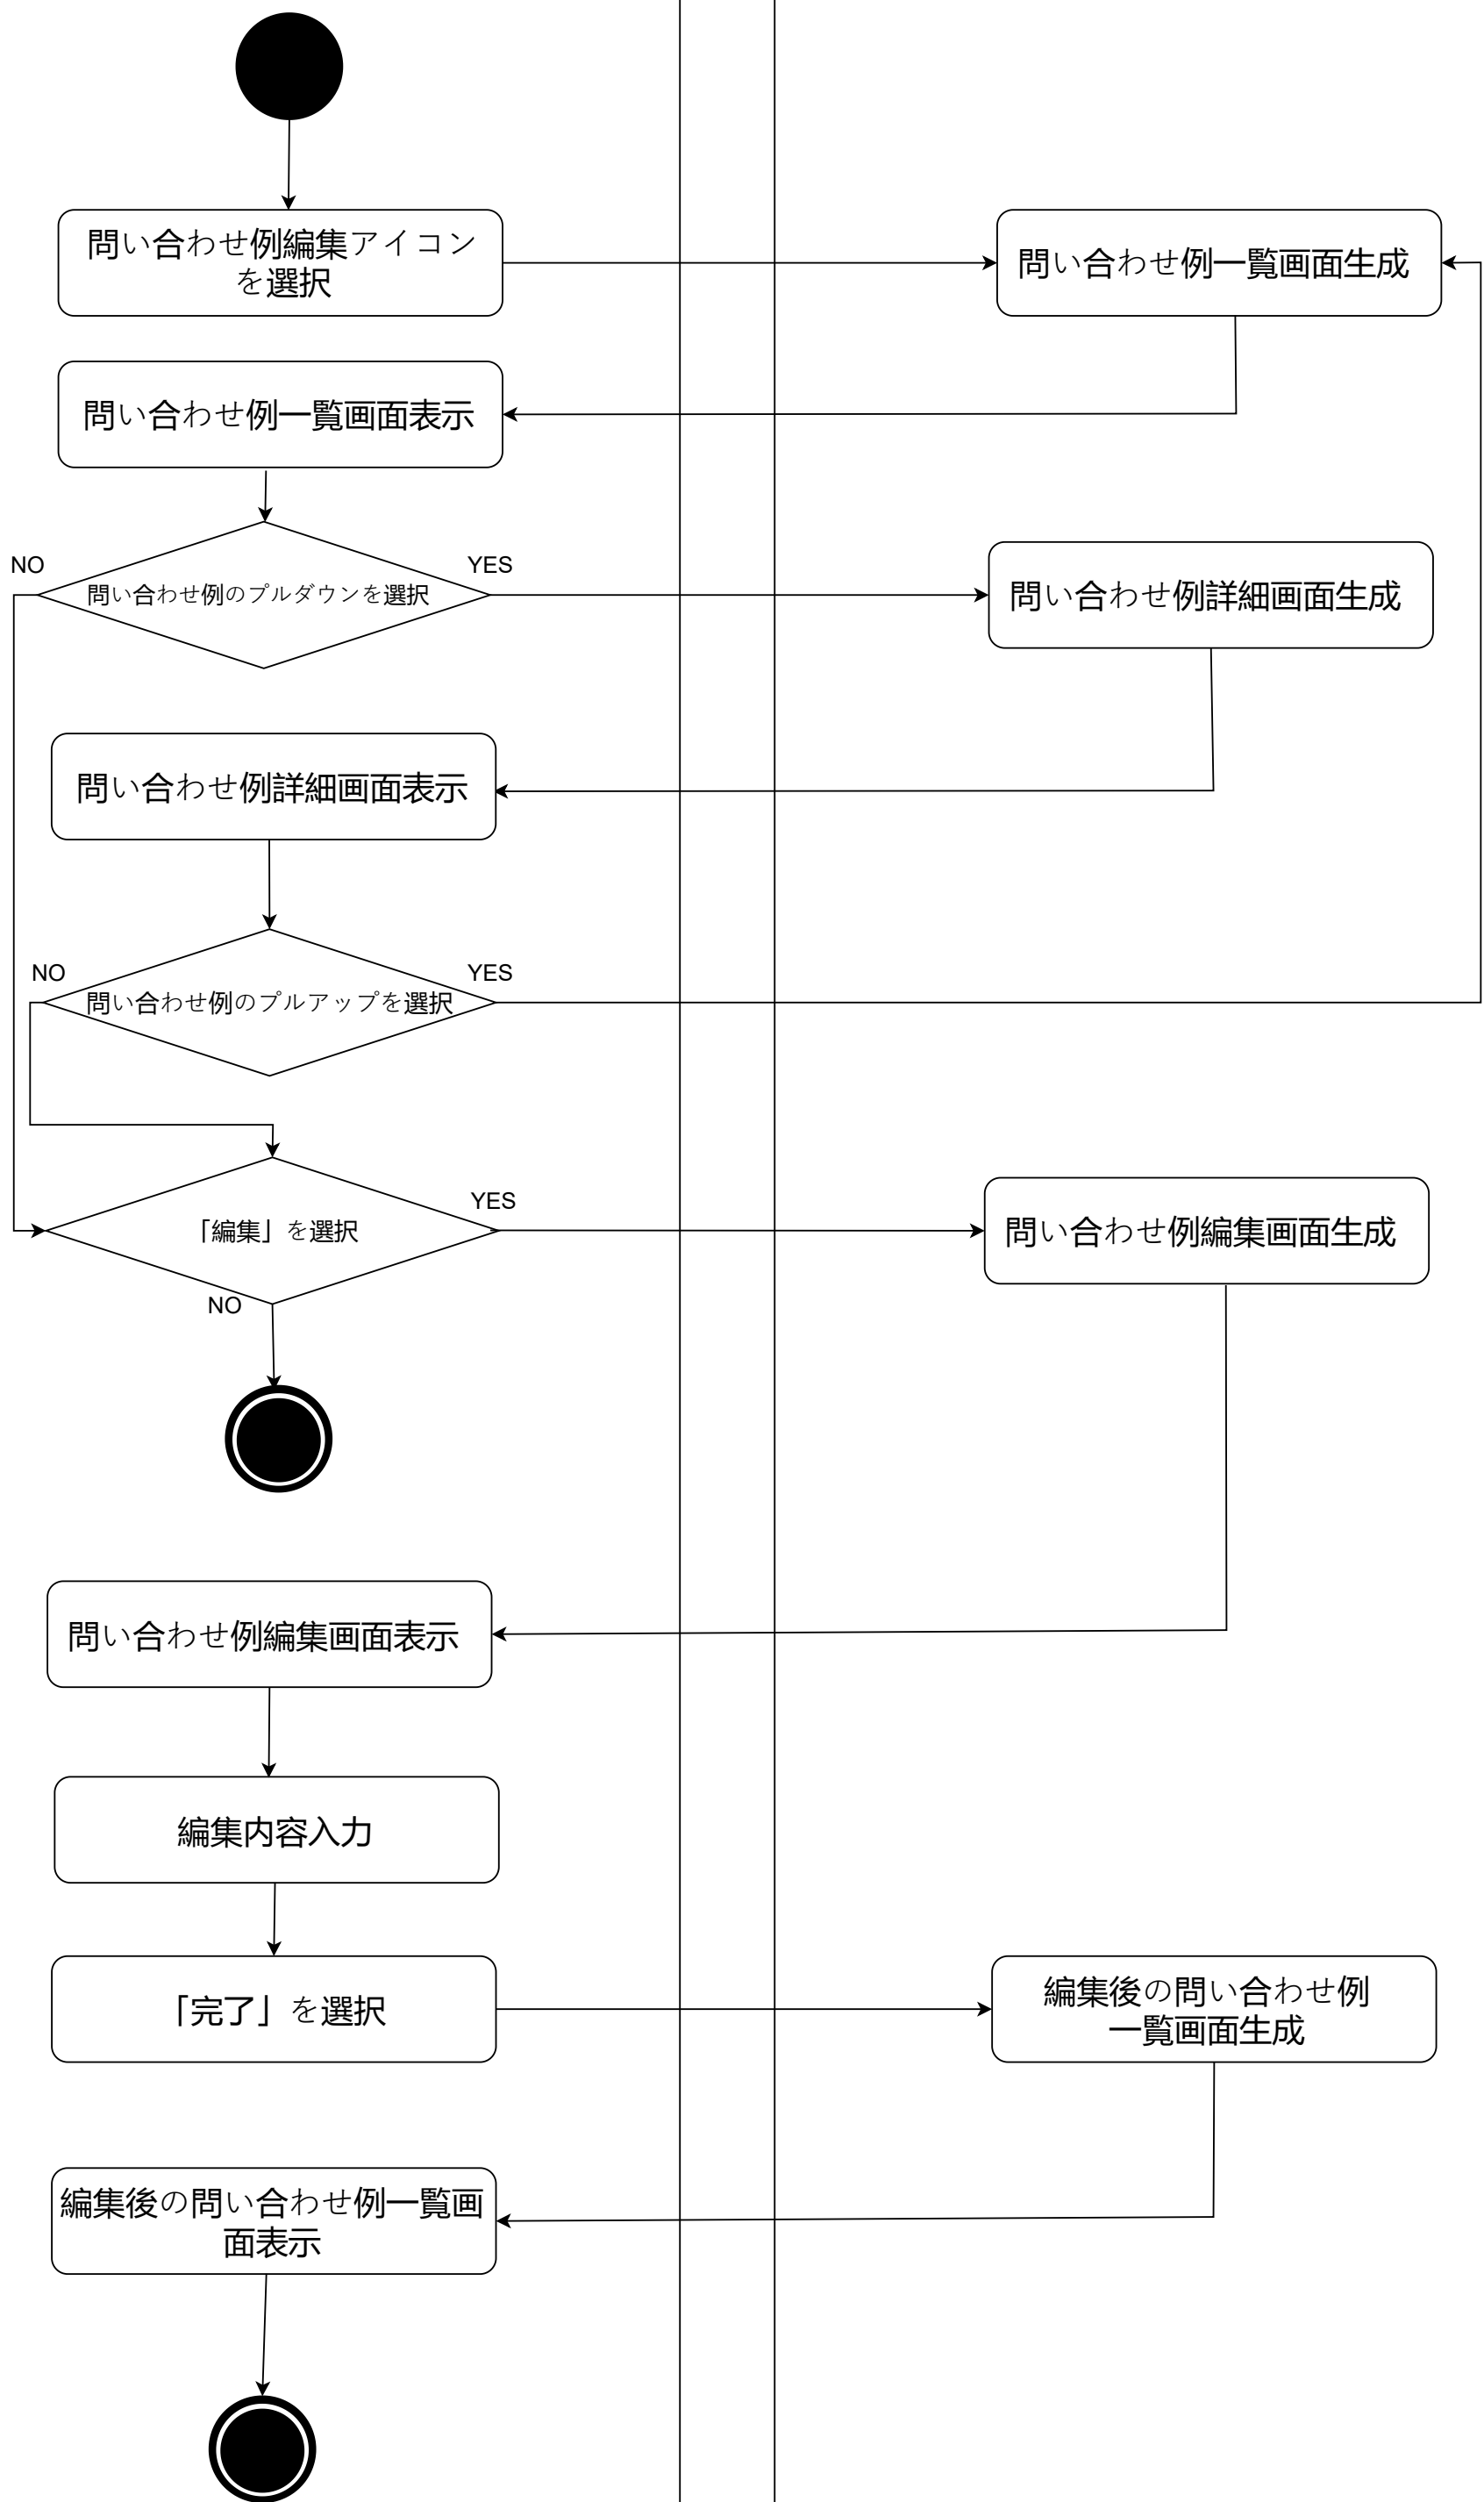 問い合わせ例編集アイコン
を選択
問い合わせ例一覧画面生成
問い合わせ例一覧画面表示
NO
YES
問い合わせ例のプルダウンを選択
問い合わせ例詳細画面生成
問い合わせ例詳細画面表示
NO
YES
問い合わせ例のプルアップを選択
YES
「編集」を選択
問い合わせ例編集画面生成
NO
問い合わせ例編集画面表示
編集内容入力
「完了」を選択
編集後の問い合わせ例
一覧画面生成
編集後の問い合わせ例一覧画
面表示